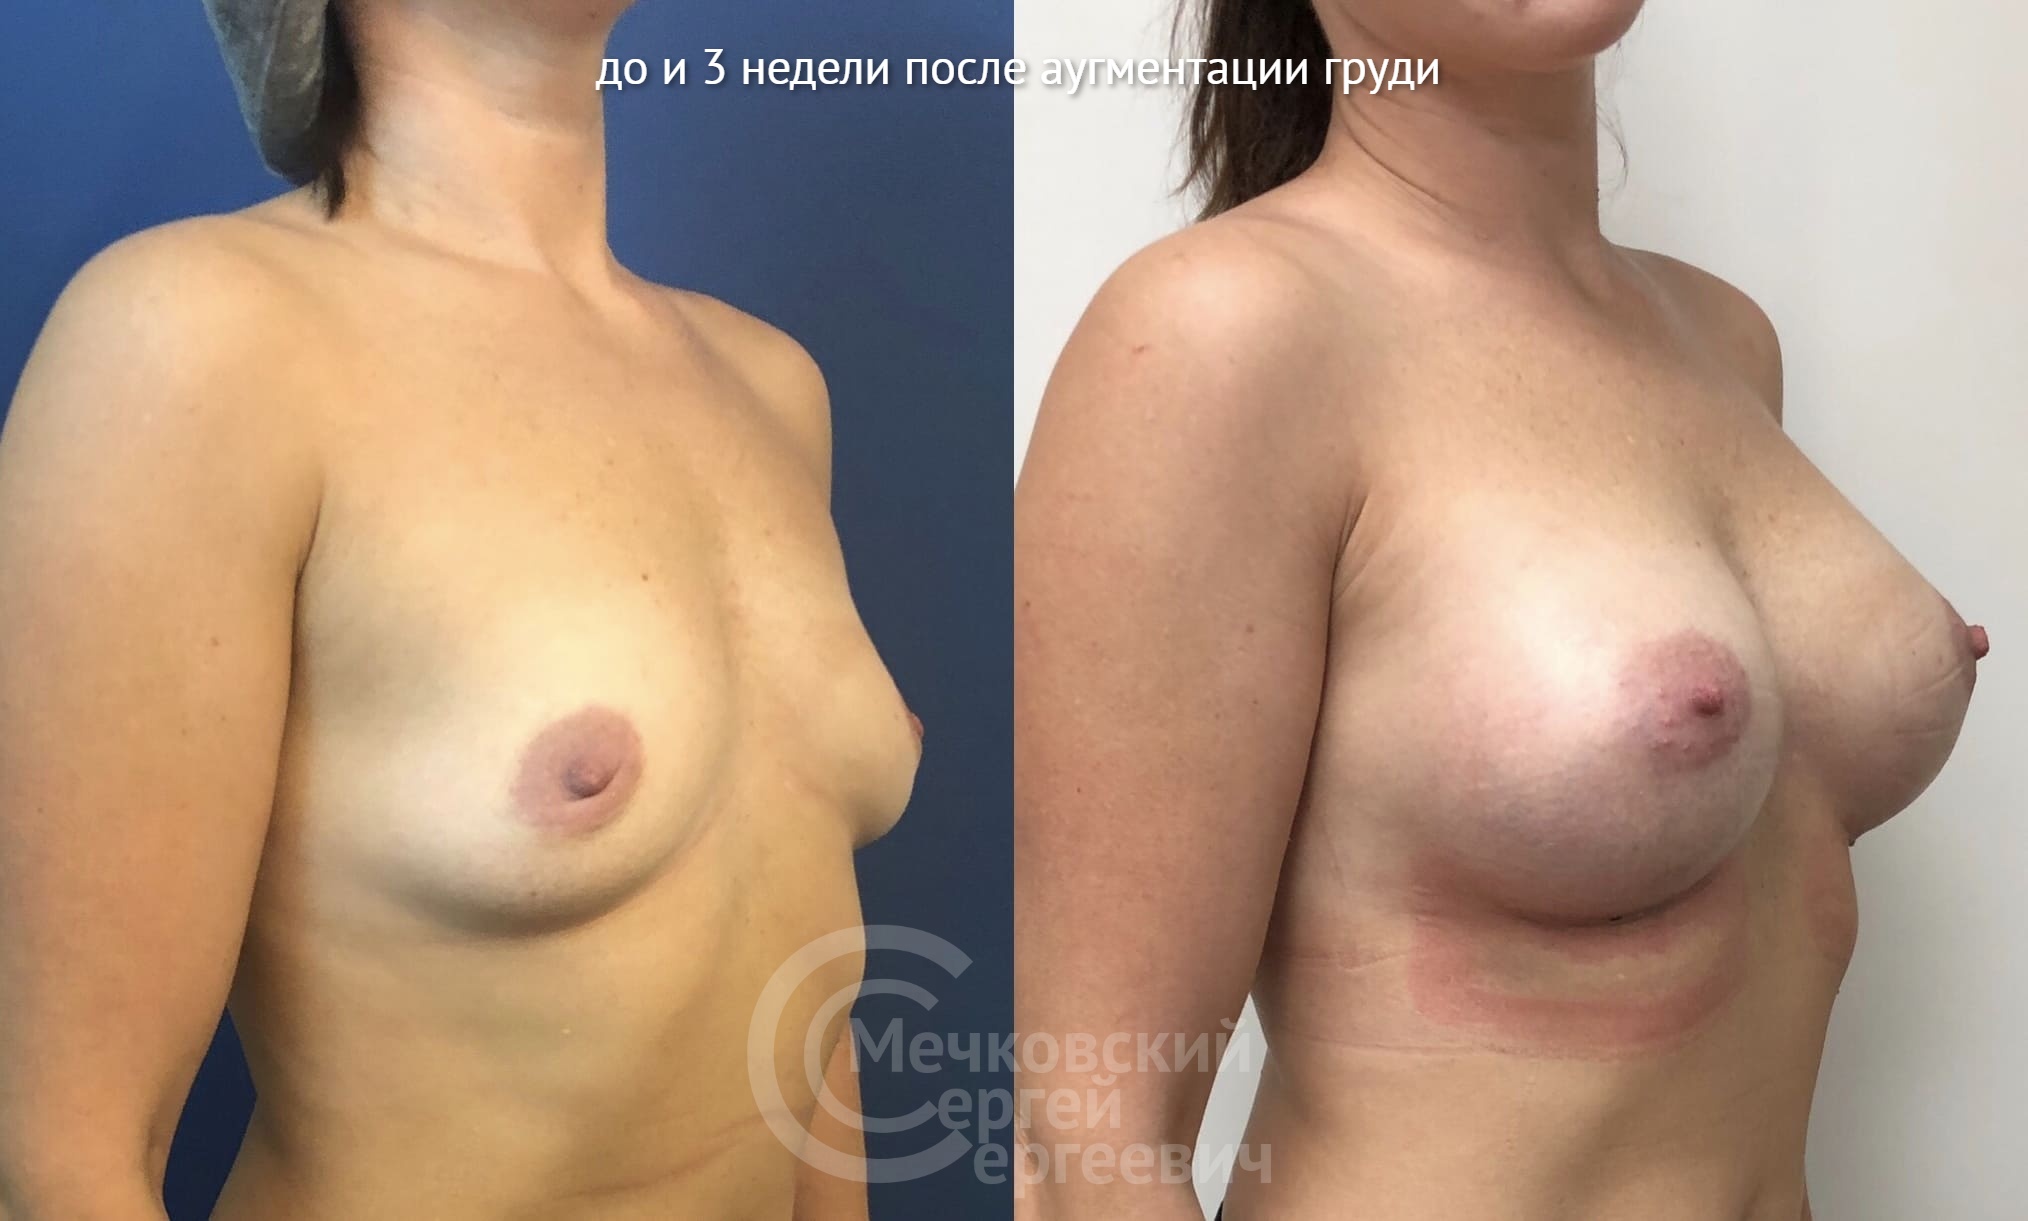 до и 3 недели после аугментации груди
Мечковский
Сергей
Сергеевич